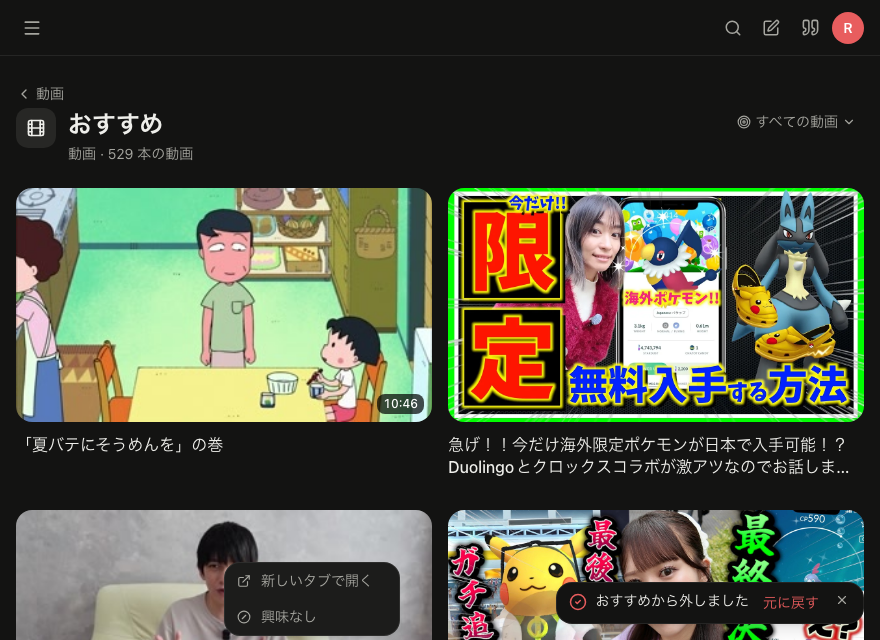 R
動画
おすすめ
動画 · 529 本の動画
すべての動画
10:46
「夏バテにそうめんを」の巻
今だけ!!
限定
海外ポケモン!!
無料入手する方法
急げ！！今だけ海外限定ポケモンが日本で入手可能！？
Duolingoとクロックスコラボが激アツなのでお話しま...
新しいタブで開く
興味なし
ガチ追
最後
最終
CP590
おすすめから外しました
元に戻す